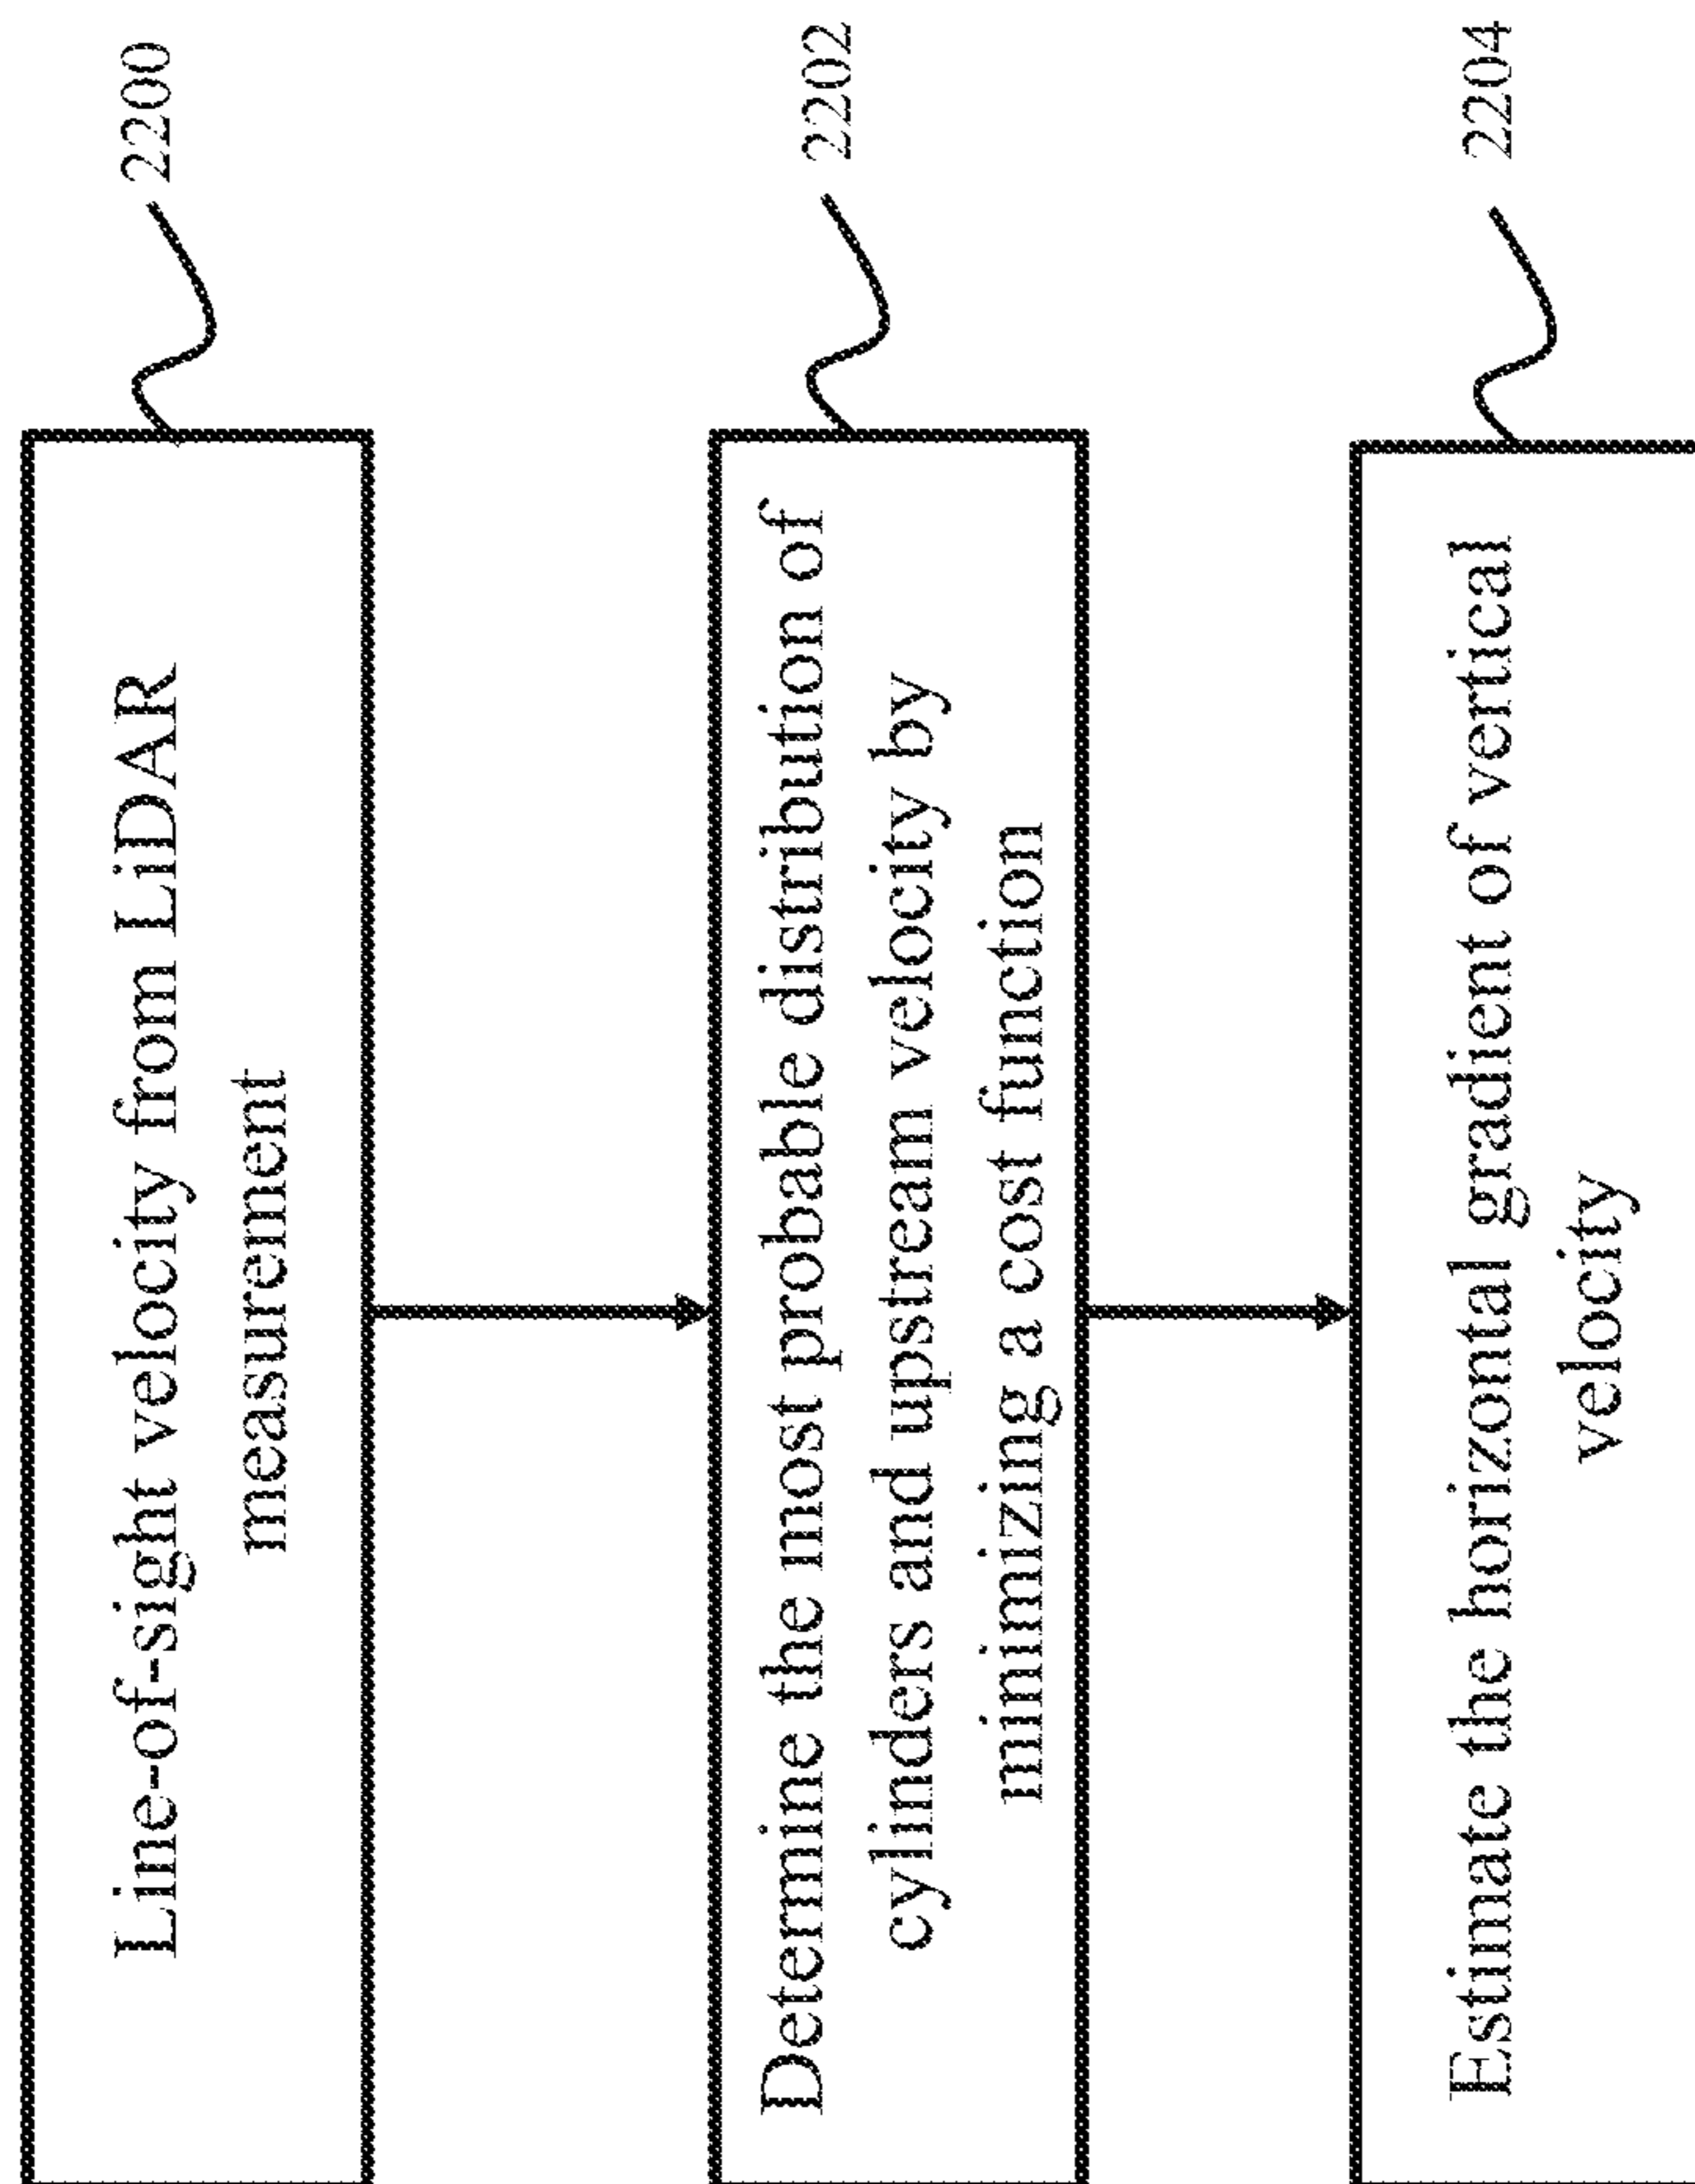 Line-of-sight velocity from LiDAR
measurement
2200
Determine the most probable distribution of
cylinders and upstream velocity by
minimizing a cost function
2202
Estimate the horizontal gradient of vertical
velocity
2204